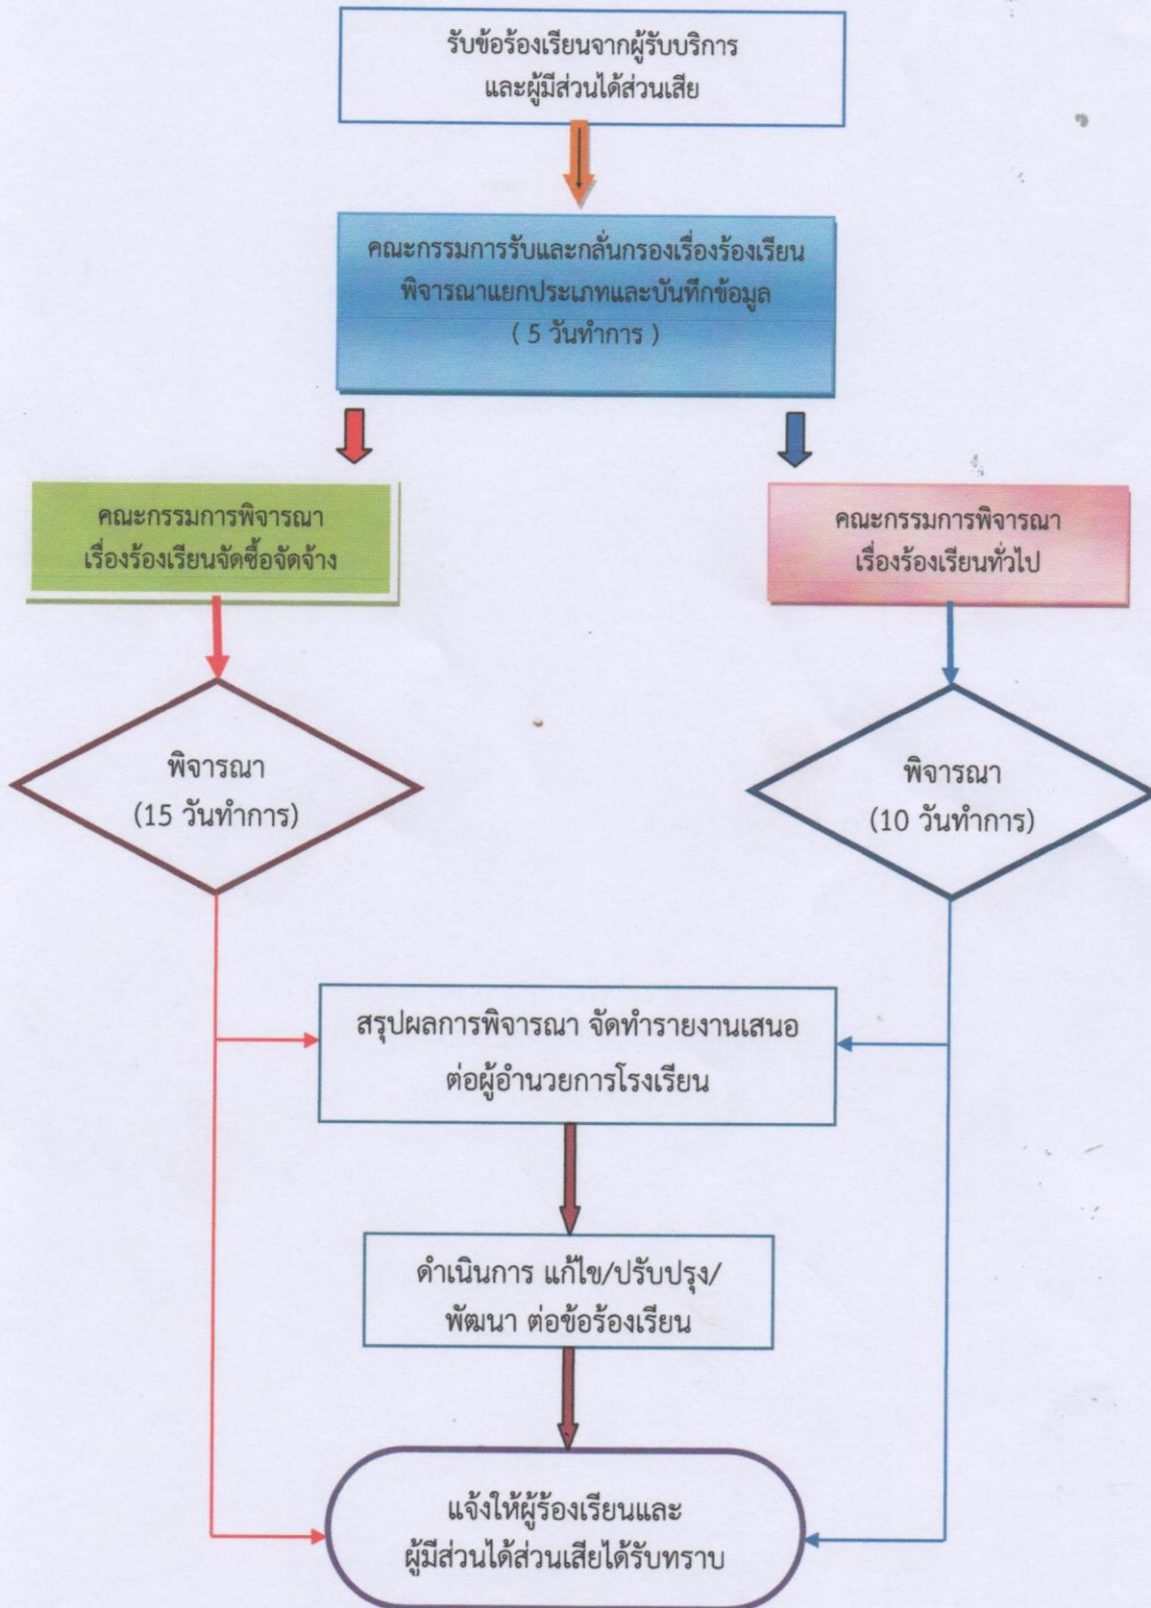 รับข้อร้องเรียนจากผู้รับบริการ
และผู้มีส่วนได้ส่วนเสีย
คณะกรรมการรับและกลั่นกรองเรื่องร้องเรียน
พิจารณาแยกประเภทและบันทึกข้อมูล
( 5 วันทำการ )
คณะกรรมการพิจารณา
เรื่องร้องเรียนจัดซื้อจัดจ้าง
คณะกรรมการพิจารณา
เรื่องร้องเรียนทั่วไป
พิจารณา
(15 วันทำการ)
พิจารณา
(10 วันทำการ)
สรุปผลการพิจารณา จัดทำรายงานเสนอ
ต่อผู้อำนวยการโรงเรียน
ดำเนินการ แก้ไข/ปรับปรุง/
พัฒนา ต่อข้อร้องเรียน
แจ้งให้ผู้ร้องเรียนและ
ผู้มีส่วนได้ส่วนเสียได้รับทราบ